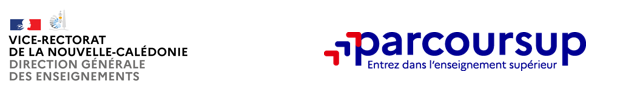 VICE-RECTORAT
DE LA NOUVELLE-CALÉDONIE
DIRECTION GÉNÉRALE
DES ENSEIGNEMENTS
parcoursup
Entrez dans l'enseignement supérieur